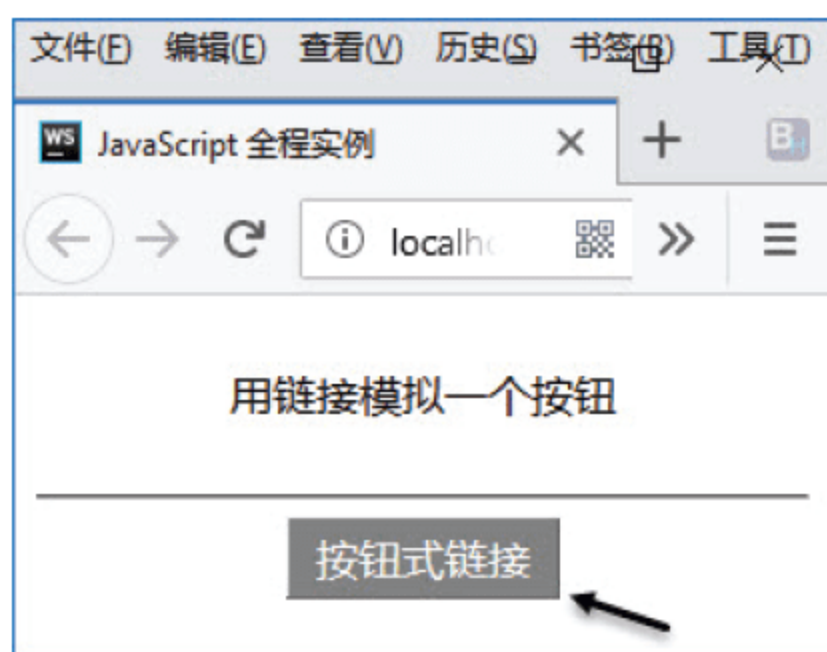 文件(F) 编辑(E) 查看(V) 历史(S) 书签(B) 工具(T)
WS JavaScript 全程实例
localh
用链接模拟一个按钮
按钮式链接